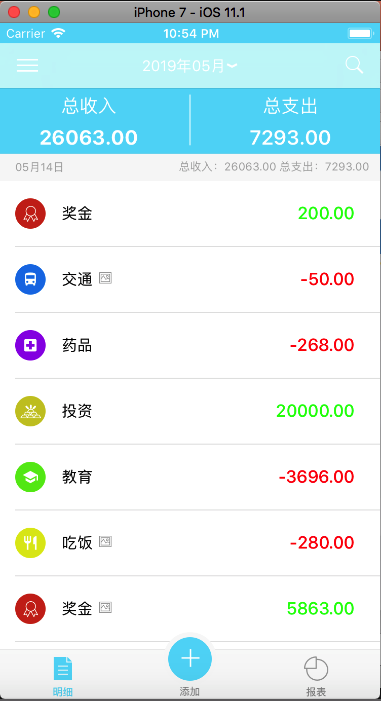 iPhone 7 - iOS 11.1
Carrier 10:54 PM
2019年05月
总收入 总支出
26063.00 7293.00
05月14日 总收入：26063.00 总支出：7293.00
奖金 200.00
交通 -50.00
药品 -268.00
投资 20000.00
教育 -3696.00
吃饭 -280.00
奖金 5863.00
明细 添加 报表